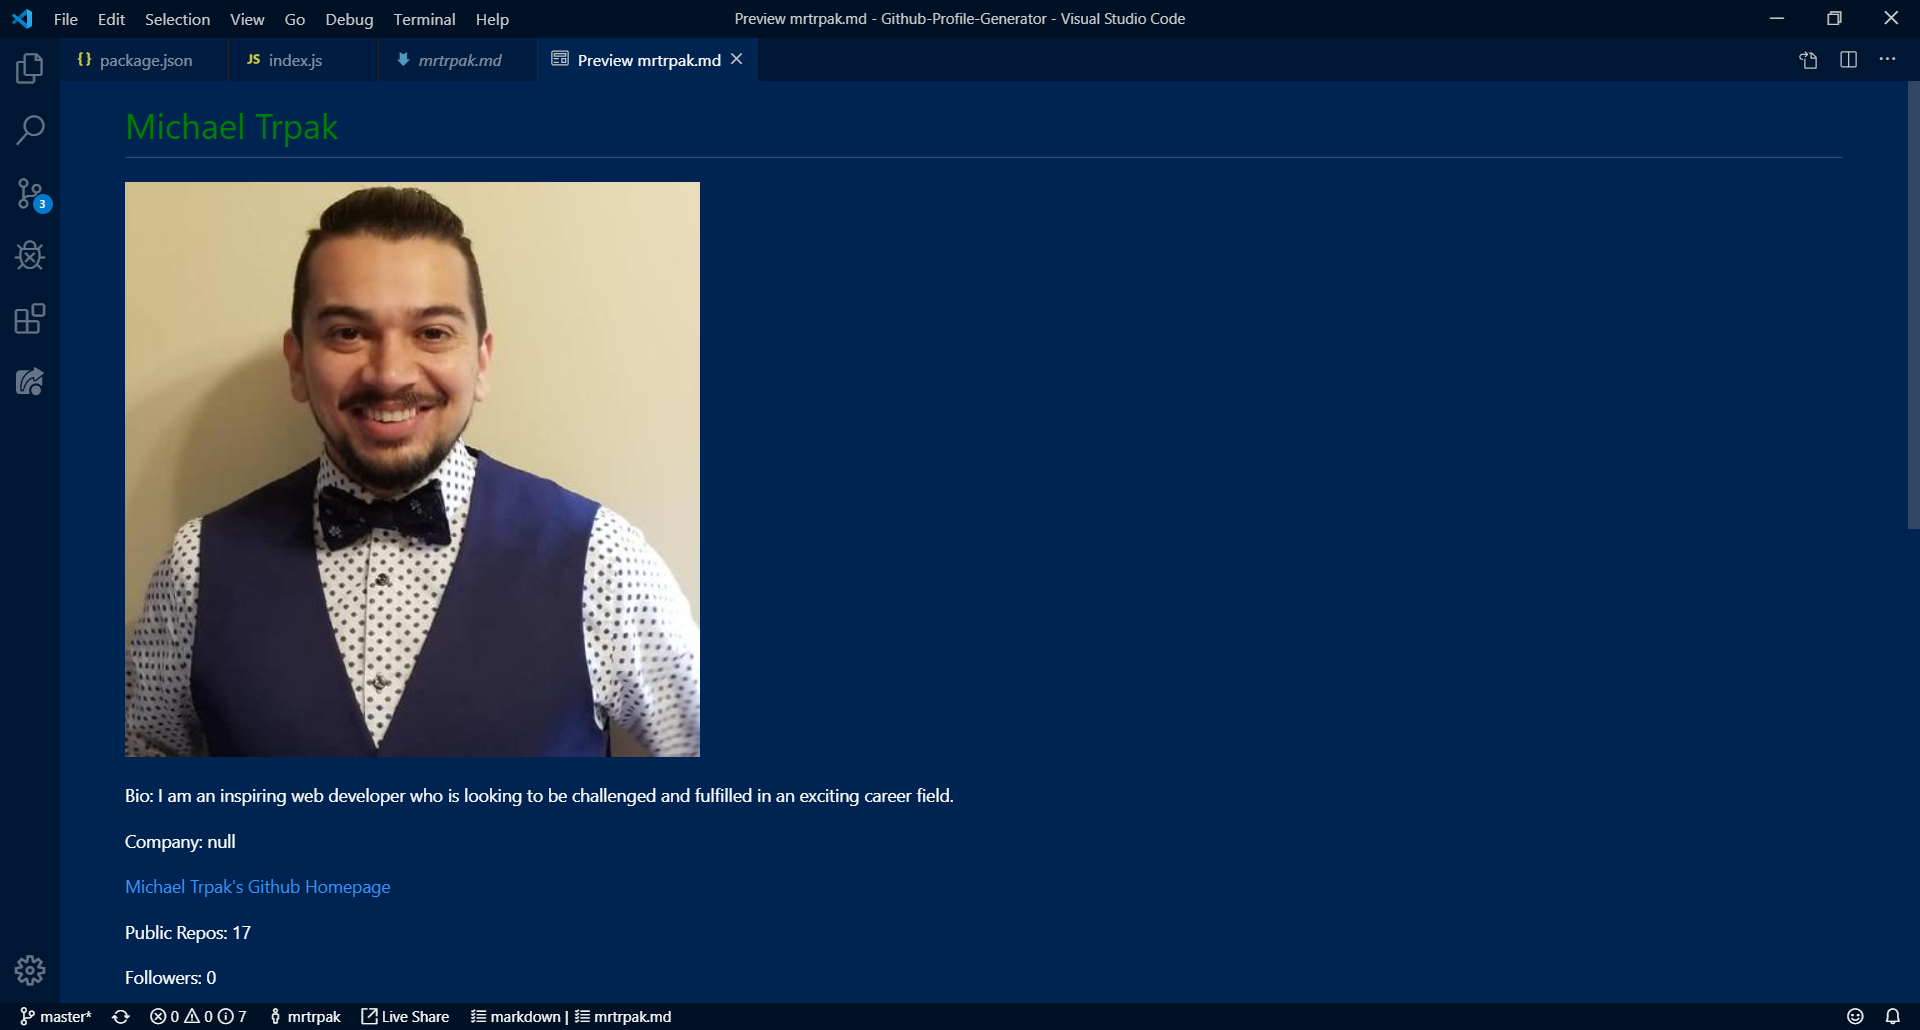 File Edit Selection View Go Debug Terminal Help
Preview mrtrpak.md - Github-Profile-Generator - Visual Studio Code
{} package.json
JS index.js
mrtrpak.md
Preview mrtrpak.md
Michael Trpak
3
Bio: I am an inspiring web developer who is looking to be challenged and fulfilled in an exciting career field.
Company: null
Michael Trpak's Github Homepage
Public Repos: 17
Followers: 0
master* 0 0 7 mrtrpak Live Share markdown | mrtrpak.md